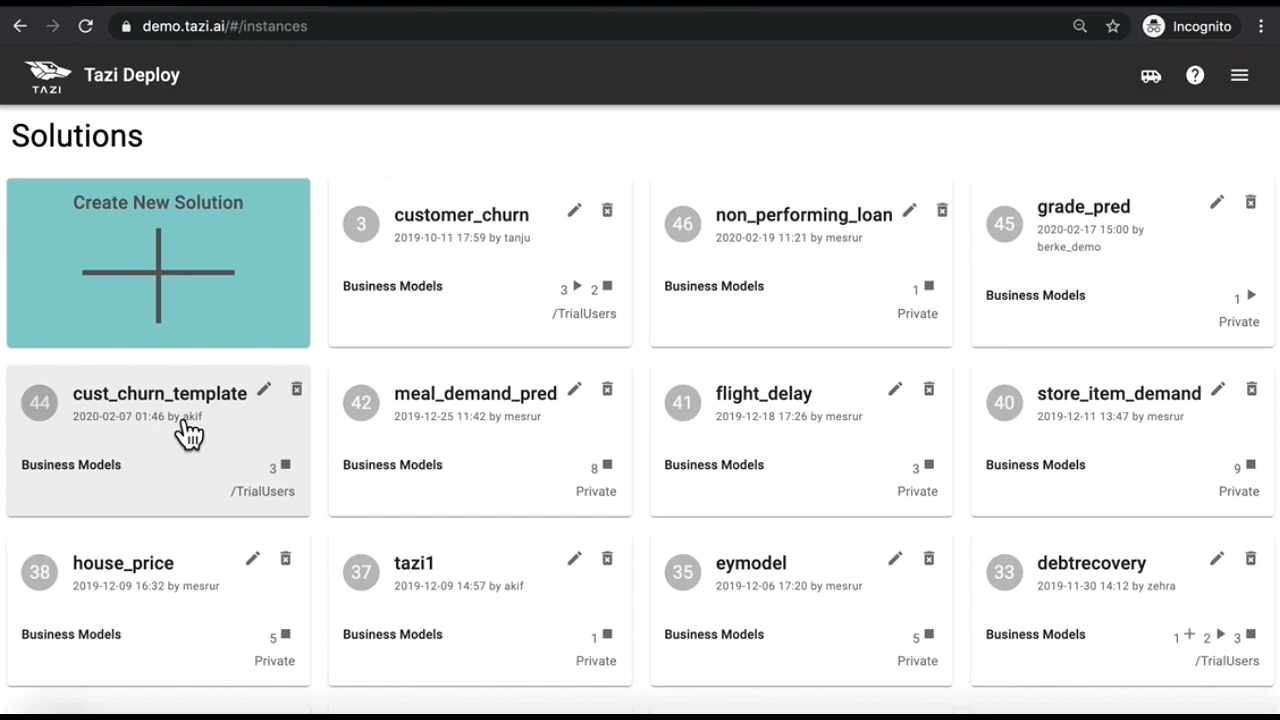 demo.tazi.ai/#/instances
Incognito
TAZI
Tazi Deploy
?
Solutions
Create New Solution
3
customer_churn
2019-10-11 17:59 by tanju
Business Models
3 2
/TrialUsers
46
non_performing_loan
2020-02-19 11:21 by mesrur
Business Models
1
Private
45
grade_pred
2020-02-17 15:00 by
berke_demo
Business Models
1
Private
44
cust_churn_template
2020-02-07 01:46 by akif
Business Models
3
/TrialUsers
42
meal_demand_pred
2019-12-25 11:42 by mesrur
Business Models
8
Private
41
flight_delay
2019-12-18 17:26 by mesrur
Business Models
3
Private
40
store_item_demand
2019-12-11 13:47 by mesrur
Business Models
9
Private
38
house_price
2019-12-09 16:32 by mesrur
Business Models
5
Private
37
tazi1
2019-12-09 14:57 by akif
Business Models
1
Private
35
eymodel
2019-12-06 17:20 by mesrur
Business Models
5
Private
33
debtrecovery
2019-11-30 14:12 by zehra
Business Models
1 + 2 3
/TrialUsers